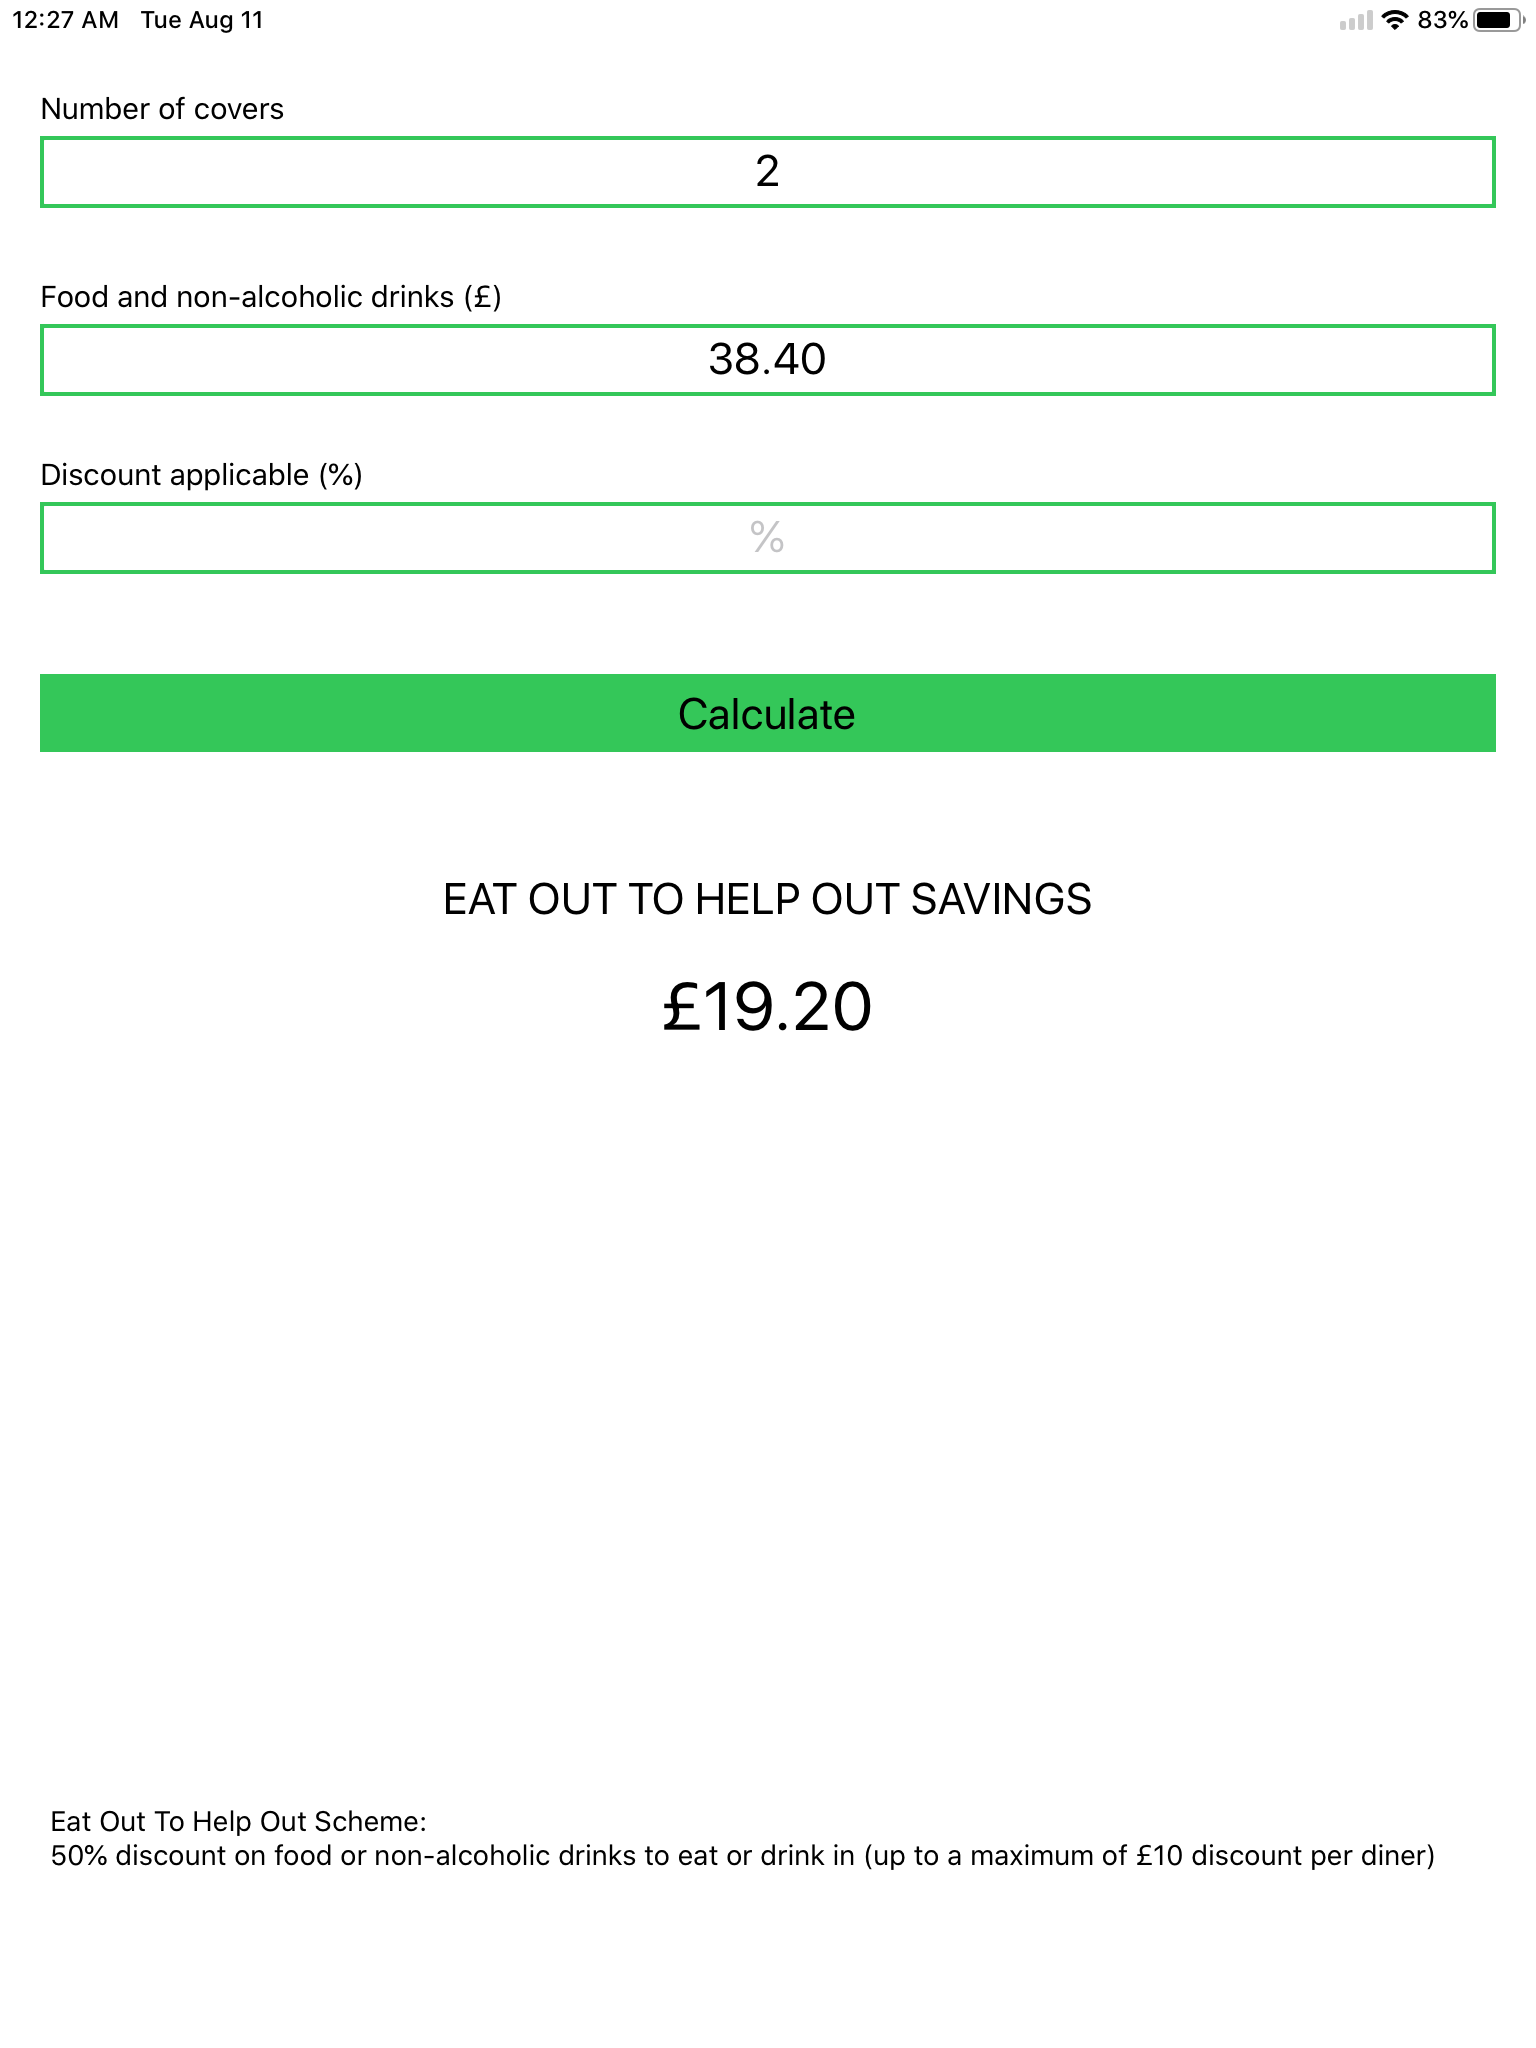 12:27 AM Tue Aug 11 83%
Number of covers
2
Food and non-alcoholic drinks (£)
38.40
Discount applicable (%)
%
Calculate
EAT OUT TO HELP OUT SAVINGS
£19.20
Eat Out To Help Out Scheme:
50% discount on food or non-alcoholic drinks to eat or drink in (up to a maximum of £10 discount per diner)